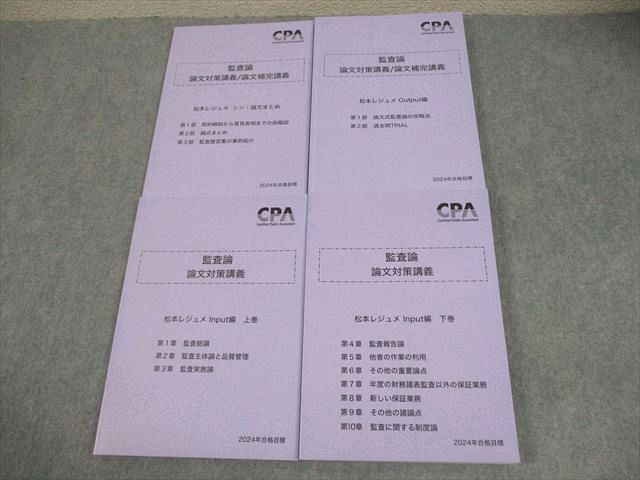 CPA
Certified Public Accountant
監査論
論文対策講義/論文補完講義
松本レジュメ シン・論文まとめ
第1部 契約締結から意見表明までの俯瞰図
第2部 論点まとめ
第3部 監査提言集の事例紹介
2024年合格目標
CPA
Certified Public Accountant
監査論
論文対策講義/論文補完講義
松本レジュメ Output編
第1部 論文式監査論の攻略法
第2部 過去問TRIAL
2024年合格目標
CPA
Certified Public Accountant
監査論
論文対策講義
松本レジュメ Input編 上巻
第1章 監査総論
第2章 監査主体論と品質管理
第3章 監査実施論
2024年合格目標
CPA
Certified Public Accountant
監査論
論文対策講義
松本レジュメ Input編 下巻
第4章 監査報告論
第5章 他者の作業の利用
第6章 その他の重要論点
第7章 年度の財務諸表監査以外の保証業務
第8章 新しい保証業務
第9章 その他の諸論点
第10章 監査に関する制度論
2024年合格目標